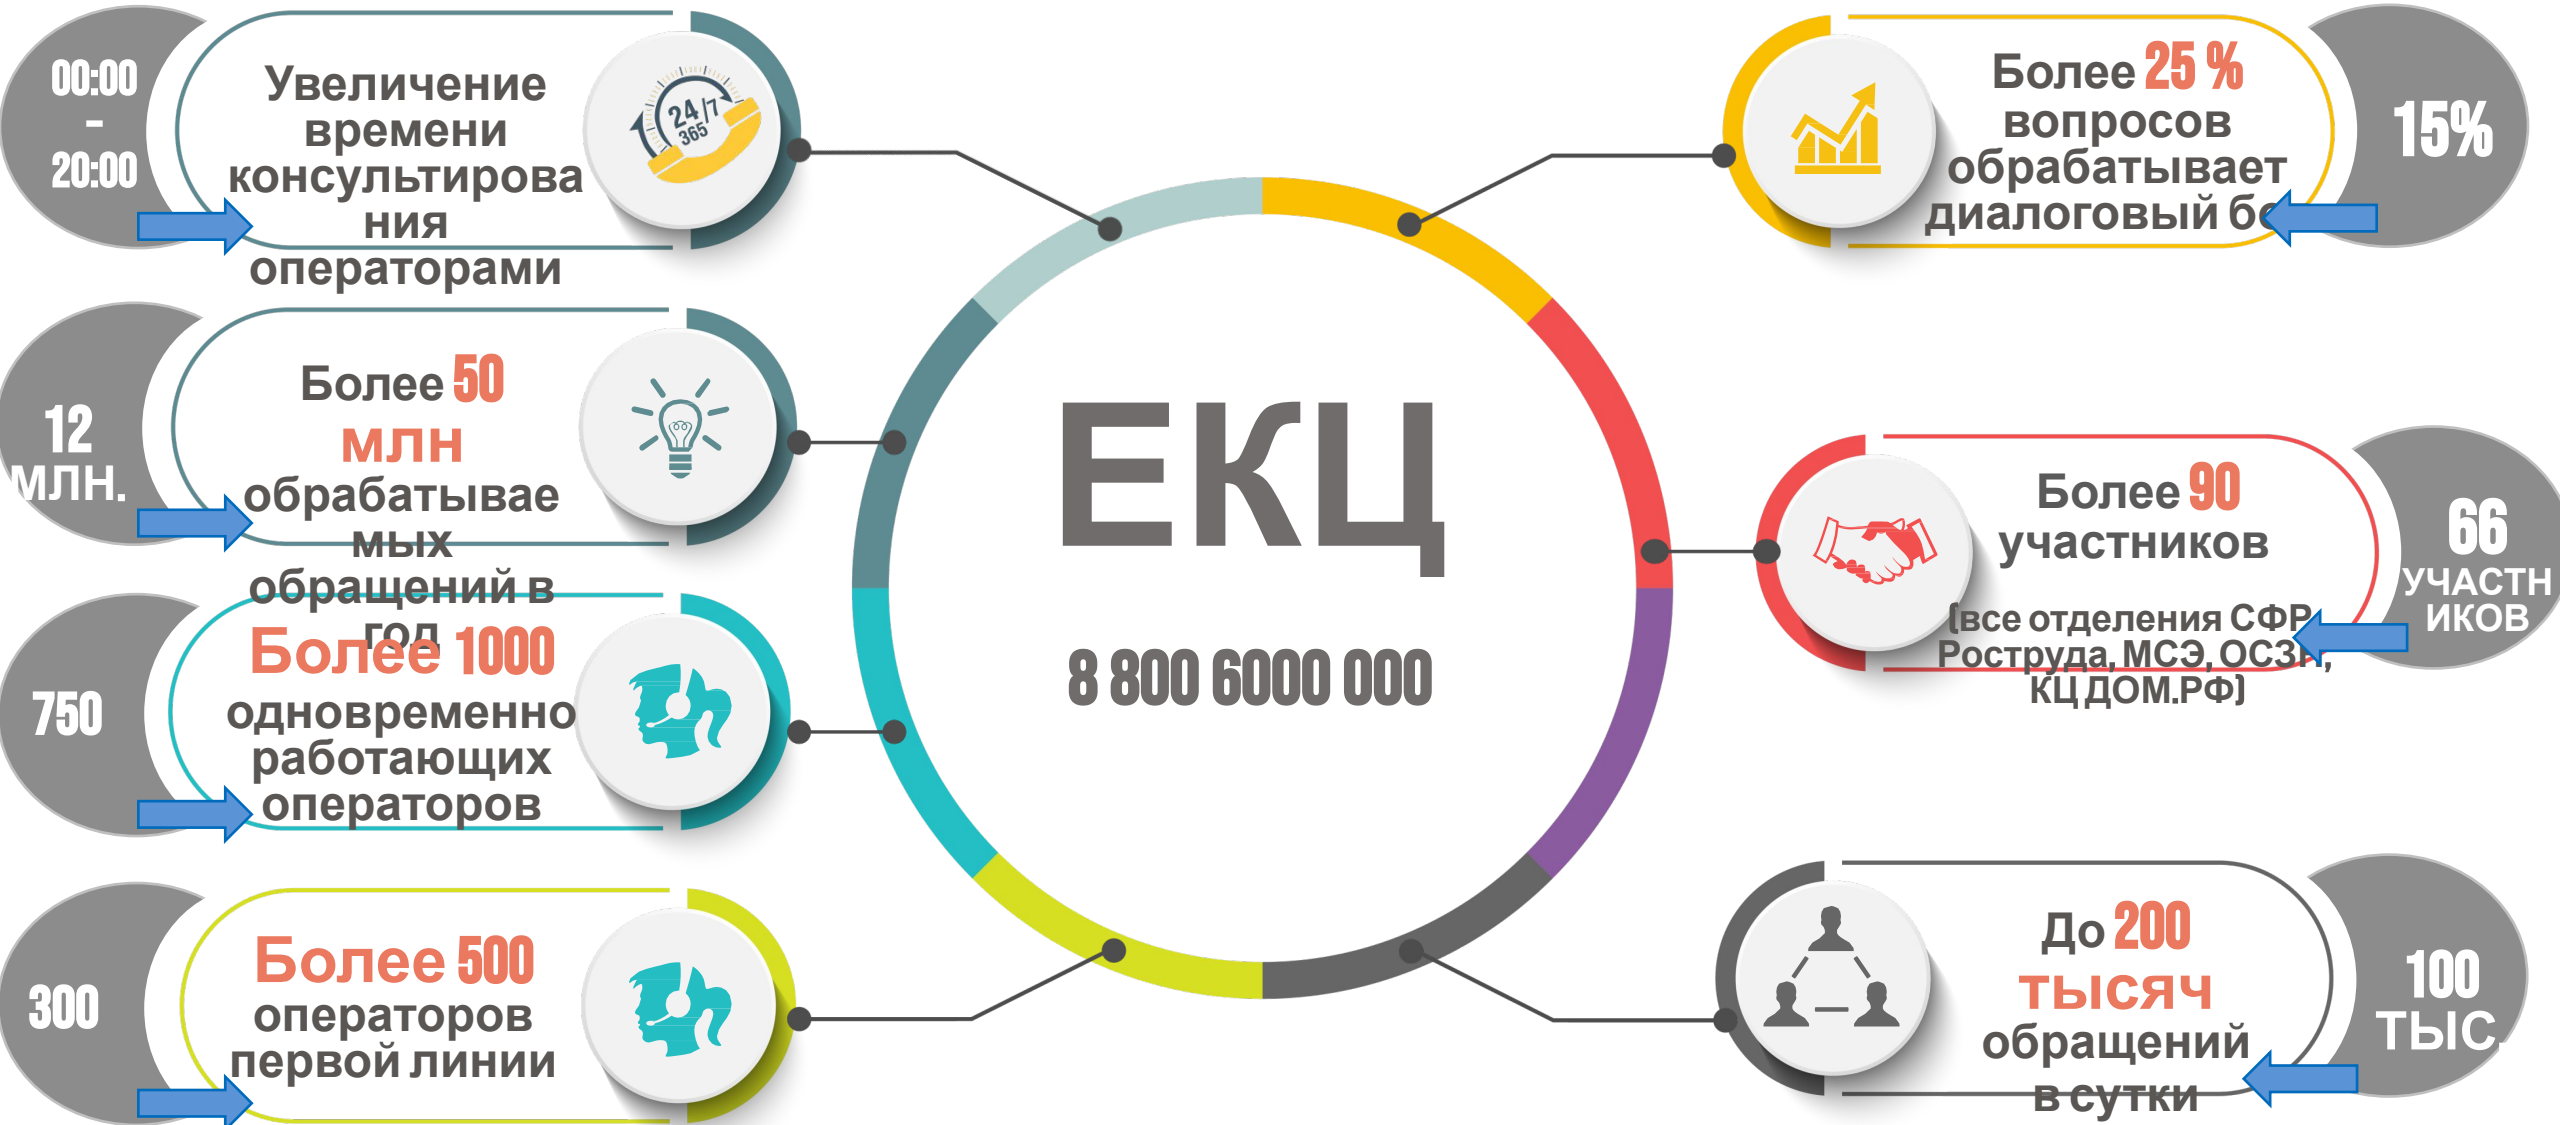 00:00
–
20:00
Увеличение
времени
консультирова
ния
операторами
24/7
365
12
МЛН.
Более 50
млн
обрабатывае
мых
обращений в
год
750
Более 1000
одновременно
работающих
операторов
300
Более 500
операторов
первой линии
ЕКЦ
8 800 6000 000
Более 25 %
вопросов
обрабатывает
диалоговый
15%
Более 90
участников
(все отделения СФР,
Роструда, МСЭ, ОСЗН,
КЦ ДОМ.РФ)
66
УЧАСТН
ИКОВ
До 200
тысяч
обращений
в сутки
100
ТЫС.